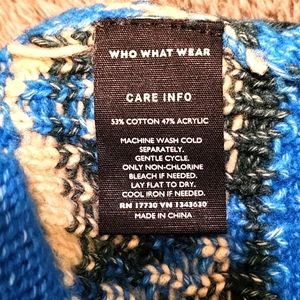 WHO WHAT WEAR
CARE INFO
53% COTTON 47% ACRYLIC
MACHINE WASH COLD
SEPARATELY.
GENTLE CYCLE.
ONLY NON-CHLORINE
BLEACH IF NEEDED.
LAY FLAT TO DRY.
COOL IRON IF NEEDED.
RN 17730 VN 1343630
MADE IN CHINA